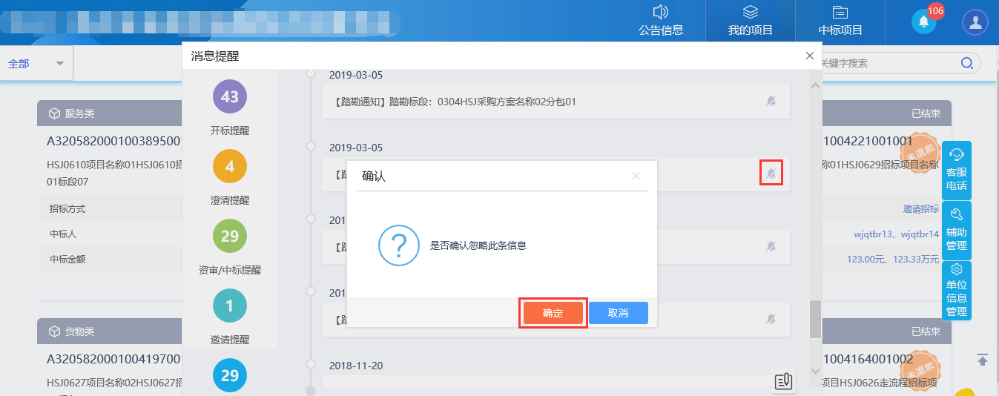 公告信息
我的项目
中标项目
106
全部
消息提醒
关键字搜索
43
开标提醒
4
澄清提醒
29
资审/中标提醒
1
邀请提醒
29
2019-03-05
【踏勘通知】踏勘标段：0304HSJ采购方案名称02分包01
2019-03-05
【踏
201
【踏
201
【踏
2018-11-20
确认
是否确认忽略此条信息
确定
取消
服务类
A320582000100389500
HSJ0610项目名称01HSJ0610招
01标段07
招标方式
中标人
中标金额
货物类
A320582000100419700
HSJ0627项目名称02HSJ0627招
已结束
1004221001001
未退款
称01HSJ0629招标项目名称
邀请招标
wjqtbr13、wjqtbr14
123.00元、123.33万元
已结束
1004164001002
未退款
项目HSJ0626走流程招标项
客服
电话
辅助
管理
单位
信息
管理